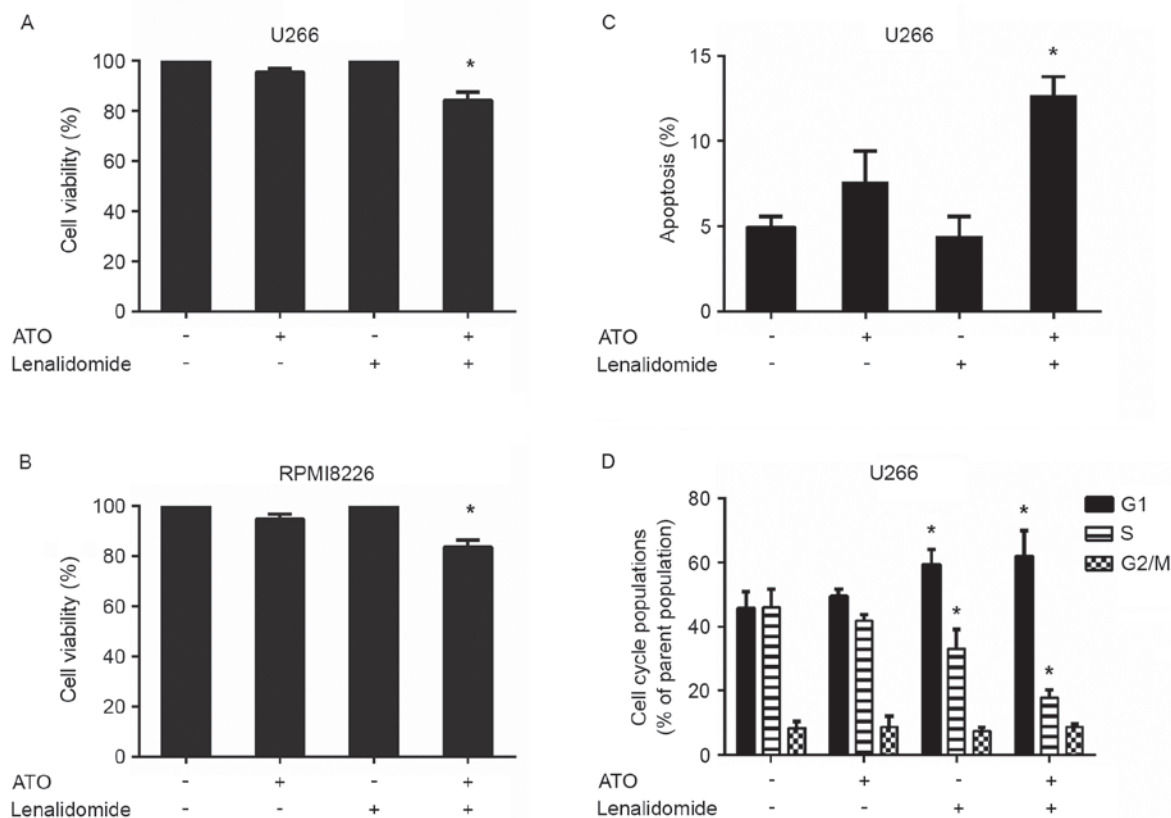 A
U266
Cell viability (%)
100
80
60
40
20
0
*
ATO - + - +
Lenalidomide - - + +
C
U266
Apoptosis (%)
15
10
5
0
*
ATO - + - +
Lenalidomide - - + +
B
RPMI8226
Cell viability (%)
100
80
60
40
20
0
*
ATO - + - +
Lenalidomide - - + +
D
U266
Cell cycle populations
(% of parent population)
80
60
40
20
0
* *
* *
G1
S
G2/M
ATO - + - +
Lenalidomide - - + +